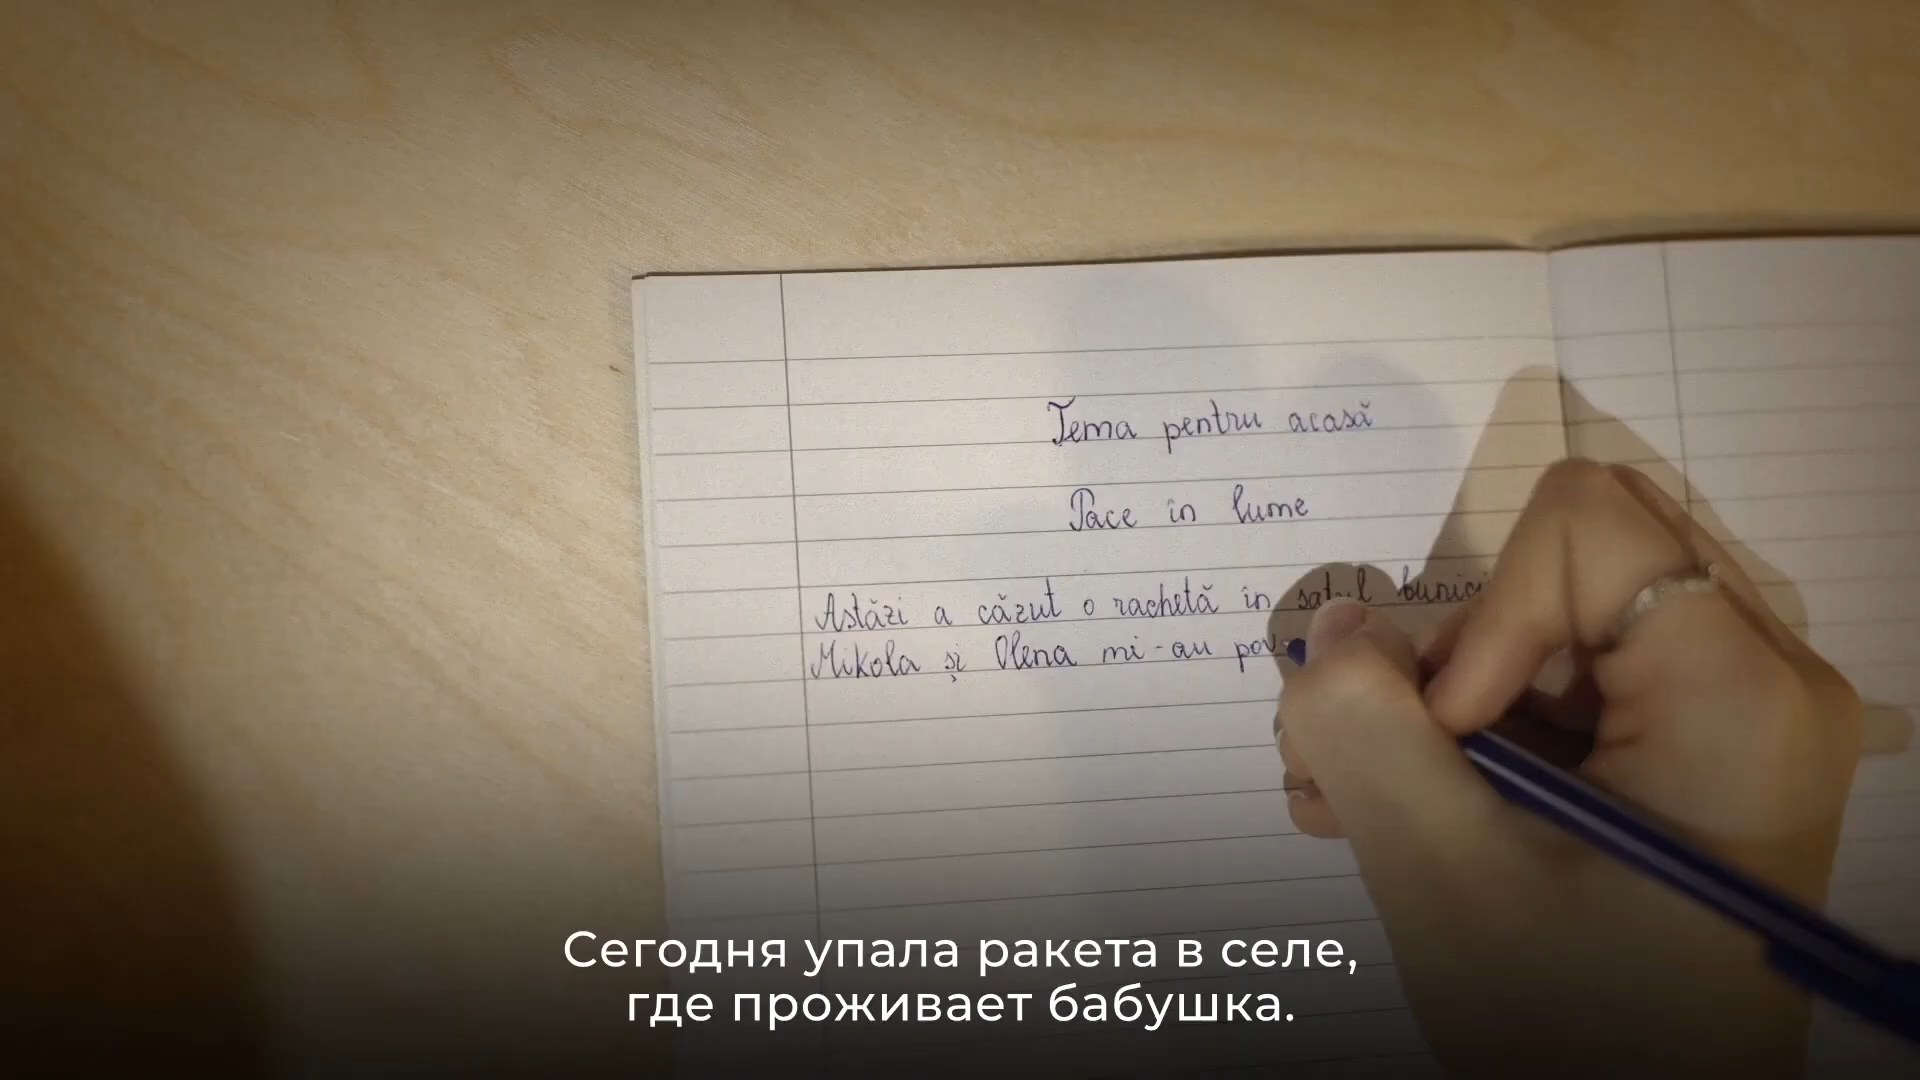 Tema pentru acasă
Pace în lume
Astăzi a căzut o rachetă în satul
Mikola și Olena mi-au
Сегодня упала ракета в селе,
где проживает бабушка.